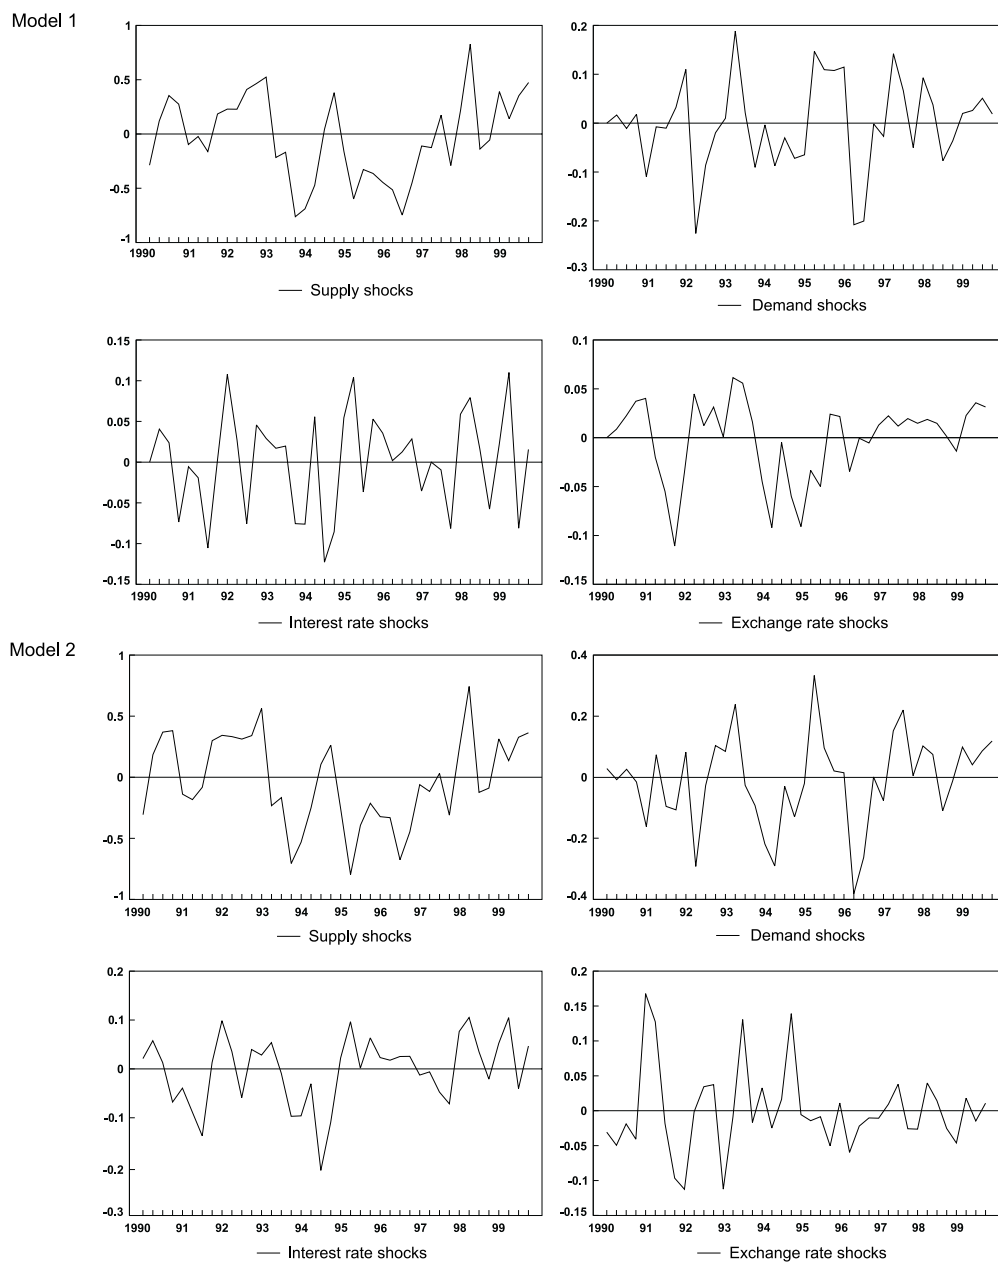 Model 1
1
0.5
0
-0.5
-1
1990 91 92 93 94 95 96 97 98 99
Supply shocks
0.2
0.1
0
-0.1
-0.2
-0.3
1990 91 92 93 94 95 96 97 98 99
Demand shocks
0.15
0.1
0.05
0
-0.05
-0.1
-0.15
1990 91 92 93 94 95 96 97 98 99
Interest rate shocks
0.1
0.05
0
-0.05
-0.1
-0.15
1990 91 92 93 94 95 96 97 98 99
Exchange rate shocks
Model 2
1
0.5
0
-0.5
-1
1990 91 92 93 94 95 96 97 98 99
Supply shocks
0.4
0.2
0
-0.2
-0.4
1990 91 92 93 94 95 96 97 98 99
Demand shocks
0.2
0.1
0
-0.1
-0.2
-0.3
1990 91 92 93 94 95 96 97 98 99
Interest rate shocks
0.2
0.15
0.1
0.05
0
-0.05
-0.1
-0.15
1990 91 92 93 94 95 96 97 98 99
Exchange rate shocks